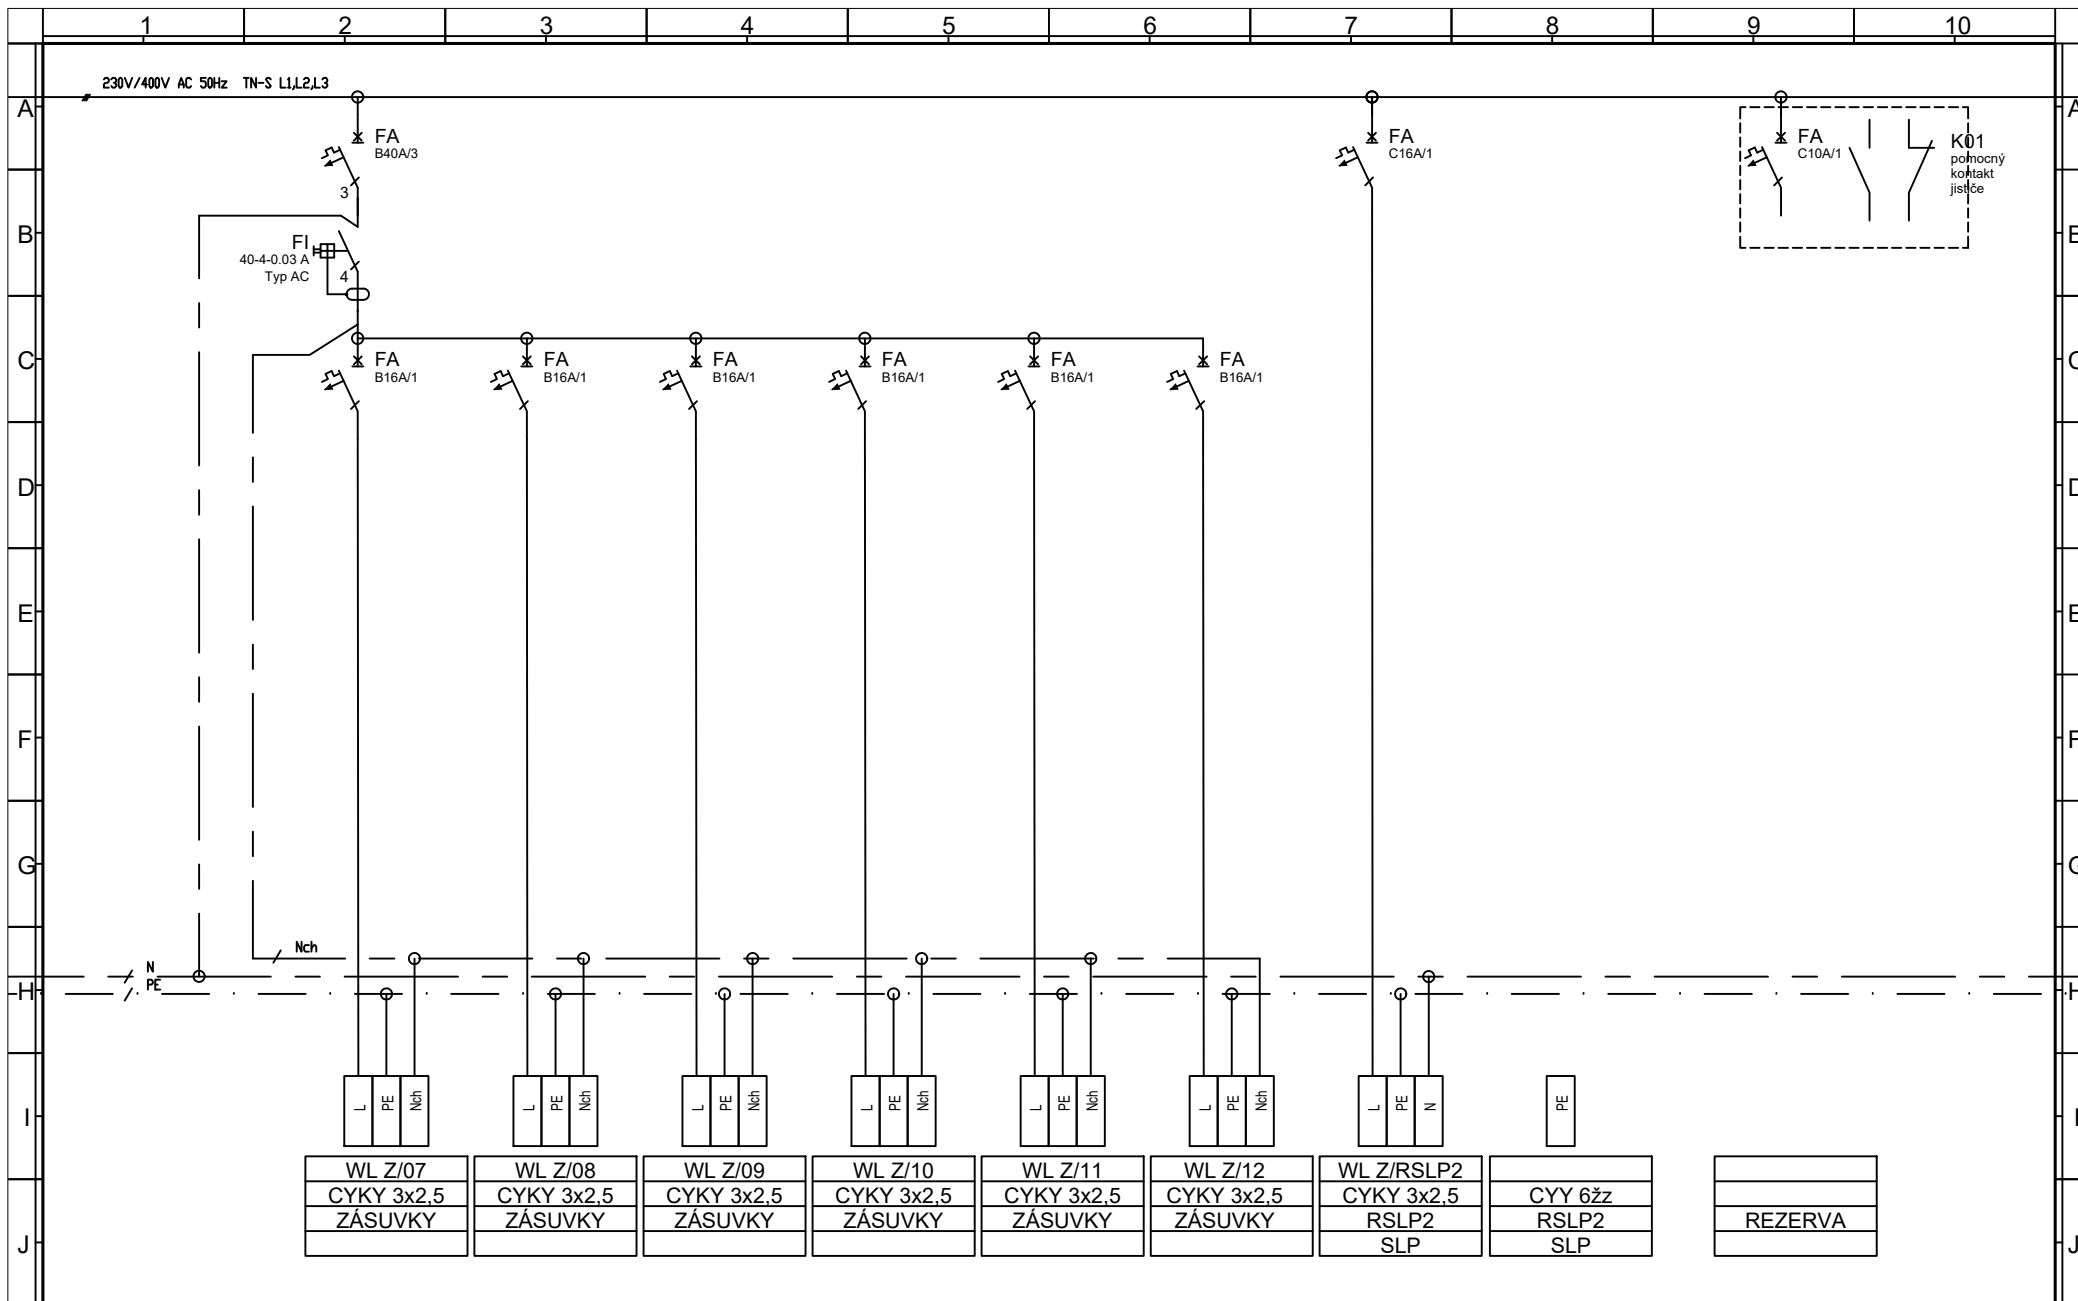 1 2 3 4 5 6 7 8 9 10
230V/400V AC 50Hz TN-S L1,L2,L3
A A
FA
B40A/3
3
FA
C16A/1
FA
C10A/1
K01
pomocný
kontakt
jističe
B B
FI
40-4-0.03 A
Typ AC
4
C C
FA FA FA FA FA FA
B16A/1 B16A/1 B16A/1 B16A/1 B16A/1 B16A/1
D D
E E
F F
G G
Nch
N
PE
H H
L PE Nch L PE Nch L PE Nch L PE Nch L PE Nch L PE Nch L PE N PE
I I
WL Z/07 WL Z/08 WL Z/09 WL Z/10 WL Z/11 WL Z/12 WL Z/RSLP2
CYKY 3x2,5 CYKY 3x2,5 CYKY 3x2,5 CYKY 3x2,5 CYKY 3x2,5 CYKY 3x2,5 CYKY 3x2,5 CYY 6žz
ZÁSUVKY ZÁSUVKY ZÁSUVKY ZÁSUVKY ZÁSUVKY ZÁSUVKY RSLP2 RSLP2 REZERVA
SLP SLP
J J